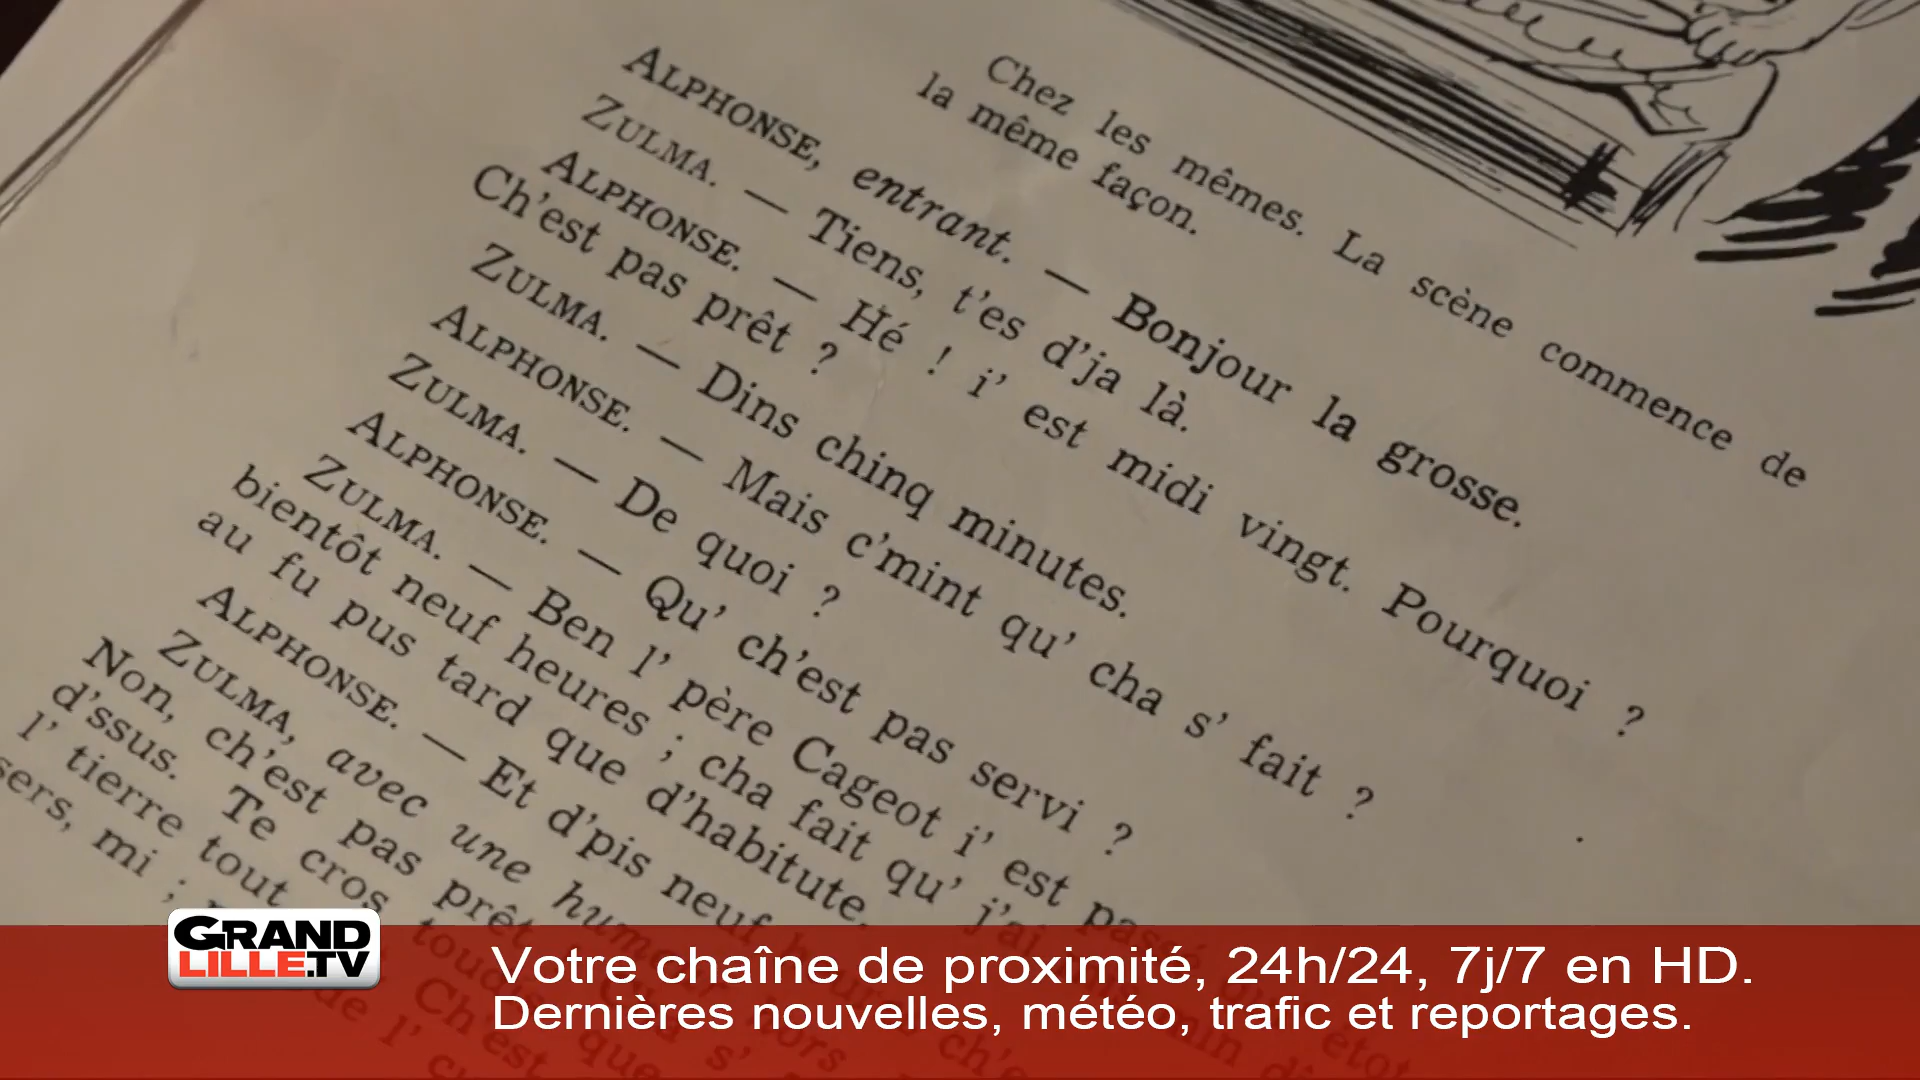 Chez les mêmes. La scène commence de
la même façon.
ALPHONSE, entrant. — Bonjour la grosse.
ZULMA. — Tiens, t'es d'ja là.
ALPHONSE. — Hé ! i' est midi vingt. Pourquoi ?
Ch'est pas prêt ?
ZULMA. — Dins chinq minutes.
ALPHONSE. — Mais c'mint qu' cha s' fait ?
ZULMA. — De quoi ?
ALPHONSE. — Qu' ch'est pas servi ?
ZULMA. — Ben l' père Cageot i' est passé
bientôt neuf heures ; cha fait qu' j'ai
au fu pus tard que d'habitute.
ALPHONSE. — Et d'pis neuf
ZULMA, avec une humeur
Non, ch'est pas prêt
d'ssus. Te cros
l' tierre tout
sers, mi ;
GRAND
LILLE.TV
Votre chaîne de proximité, 24h/24, 7j/7 en HD.
Dernières nouvelles, météo, trafic et reportages.